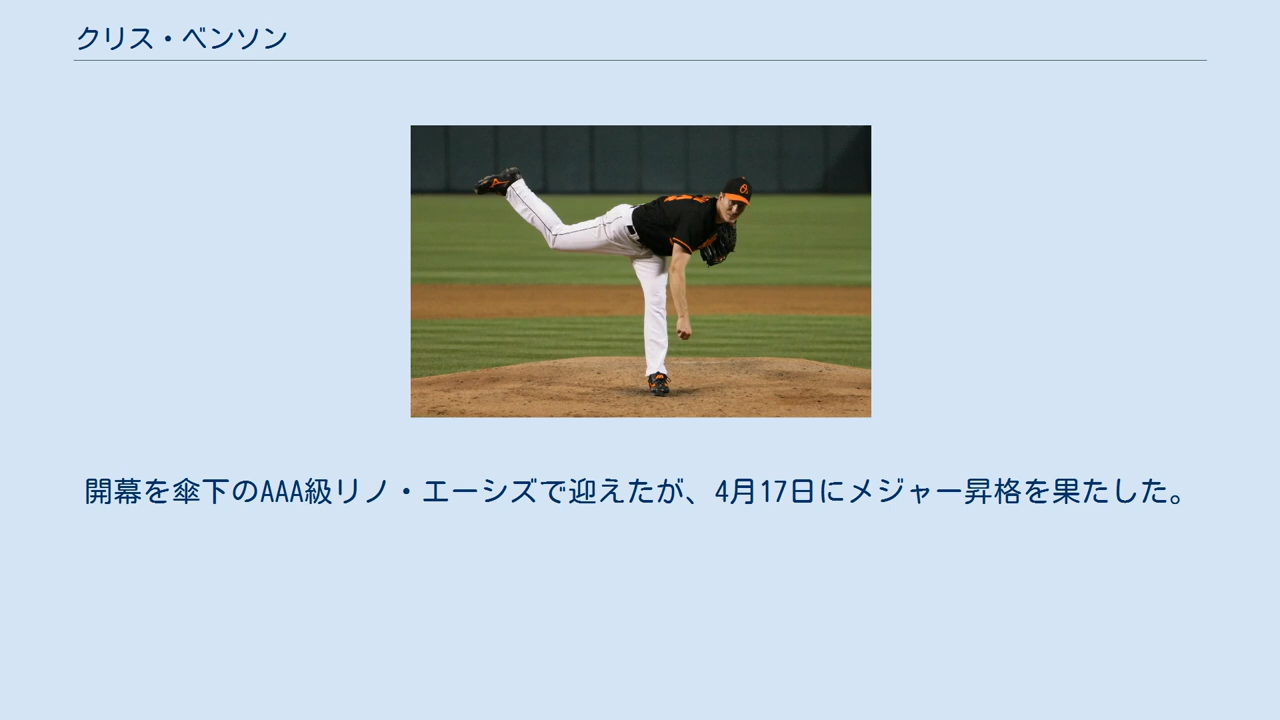 クリス・ベンソン
開幕を傘下のAAA級リノ・エーシズで迎えたが、4月17日にメジャー昇格を果たした。